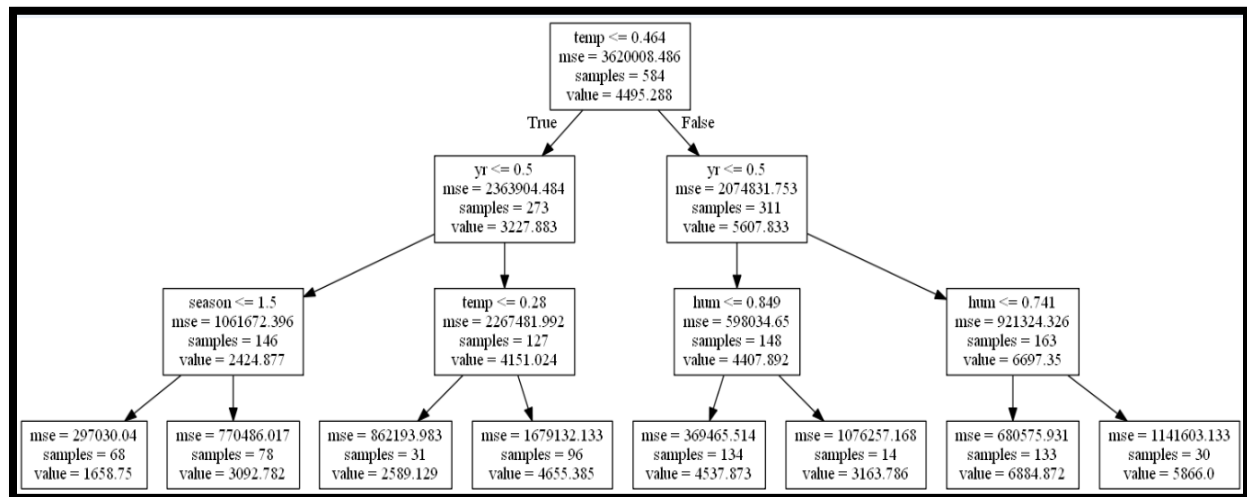 temp <= 0.464
mse = 3620008.486
samples = 584
value = 4495.288
True
False
yr <= 0.5
mse = 2363904.484
samples = 273
value = 3227.883
yr <= 0.5
mse = 2074831.753
samples = 311
value = 5607.833
season <= 1.5
mse = 1061672.396
samples = 146
value = 2424.877
temp <= 0.28
mse = 2267481.992
samples = 127
value = 4151.024
hum <= 0.849
mse = 598034.65
samples = 148
value = 4407.892
hum <= 0.741
mse = 921324.326
samples = 163
value = 6697.35
mse = 297030.04
samples = 68
value = 1658.75
mse = 770486.017
samples = 78
value = 3092.782
mse = 862193.983
samples = 31
value = 2589.129
mse = 1679132.133
samples = 96
value = 4655.385
mse = 369465.514
samples = 134
value = 4537.873
mse = 1076257.168
samples = 14
value = 3163.786
mse = 680575.931
samples = 133
value = 6884.872
mse = 1141603.133
samples = 30
value = 5866.0